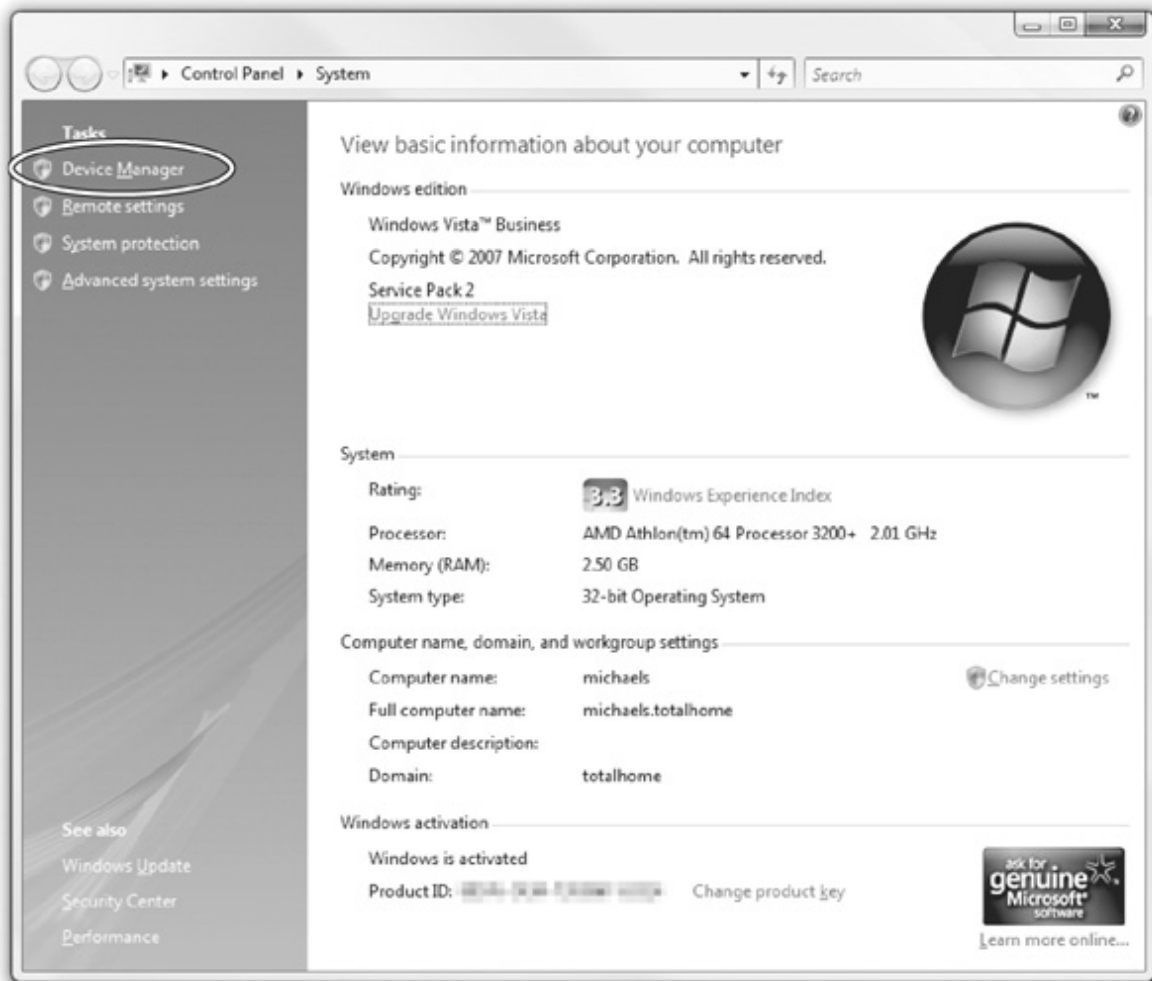 Control Panel System
Search
Tasks
Device Manager
Remote settings
System protection
Advanced system settings
See also
Windows Update
Security Center
Performance
View basic information about your computer
Windows edition
Windows Vista™ Business
Copyright © 2007 Microsoft Corporation. All rights reserved.
Service Pack 2
Upgrade Windows Vista
TM
System
Rating: 3.3 Windows Experience Index
Processor: AMD Athlon(tm) 64 Processor 3200+ 2.01 GHz
Memory (RAM): 2.50 GB
System type: 32-bit Operating System
Computer name, domain, and workgroup settings
Computer name: michaels Change settings
Full computer name: michaels.totalhome
Computer description:
Domain: totalhome
Windows activation
Windows is activated
Product ID: Change product key
ask for
genuine
Microsoft®
software
Learn more online...